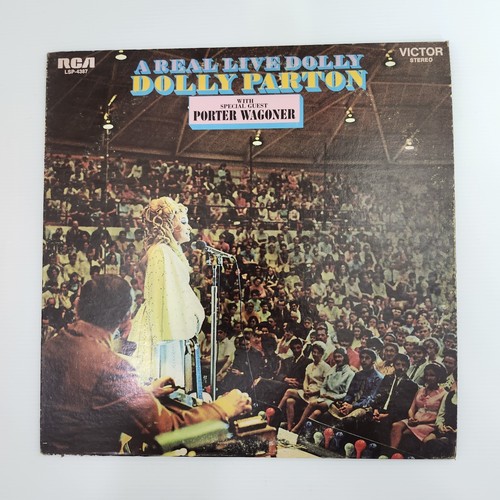 RCA
LSP-4387
A REAL LIVE DOLLY
DOLLY PARTON
WITH
SPECIAL GUEST
PORTER WAGONER
VICTOR
STEREO